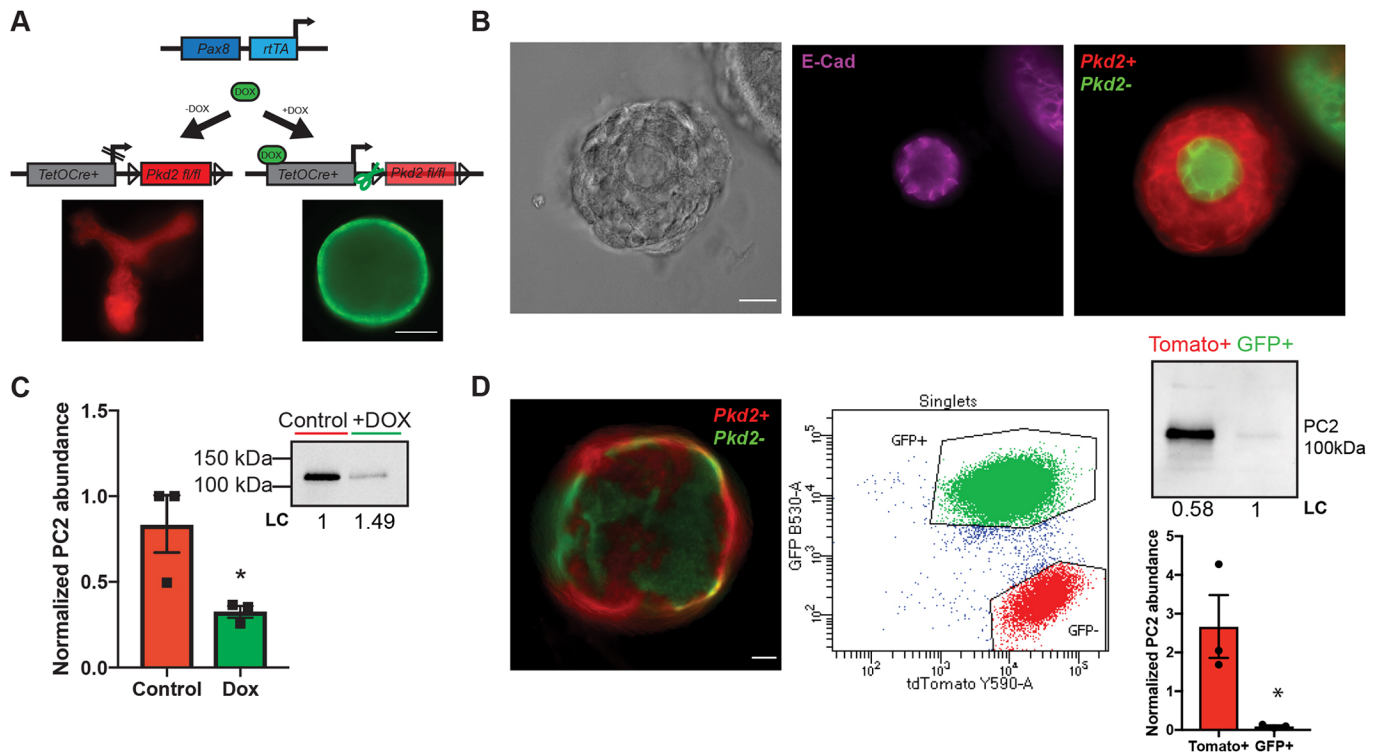 A
Pax8 rtTA
DOX
-DOX +DOX
DOX
TetOCre+ Pkd2 fl/fl TetOCre+ Pkd2 fl/fl
B
E-Cad
Pkd2+
Pkd2-
C
Normalized PC2 abundance
1.5
1.0
0.5
0.0
*
Control Dox
Control +DOX
150 kDa
100 kDa
LC 1 1.49
D
Pkd2+
Pkd2-
Singlets
GFP+
GFP-
GFP B530-A
10^5
10^4
10^3
10^2
10^2 10^3 10^4 10^5
tdTomato Y590-A
Tomato+ GFP+
PC2
100kDa
0.58 1 LC
Normalized PC2 abundance
5
4
3
2
1
0
*
Tomato+ GFP+